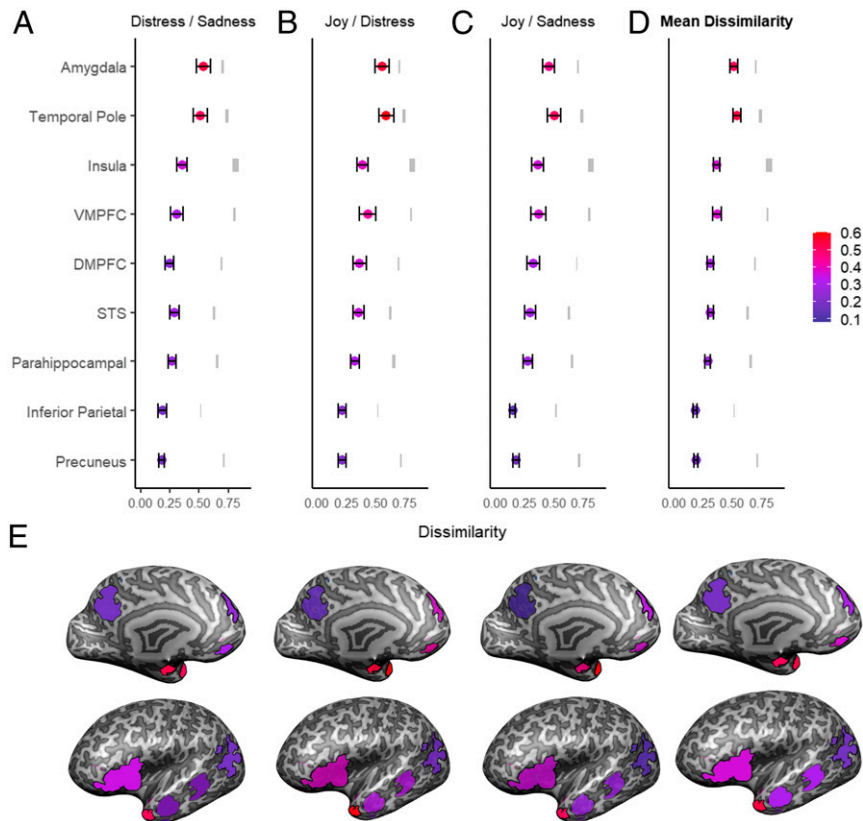 A Distress / Sadness B Joy / Distress C Joy / Sadness D Mean Dissimilarity
Amygdala
Temporal Pole
Insula
VMPFC
DMPFC
STS
Parahippocampal
Inferior Parietal
Precuneus
0.6
0.5
0.4
0.3
0.2
0.1
0.00 0.25 0.50 0.75 0.00 0.25 0.50 0.75 0.00 0.25 0.50 0.75 0.00 0.25 0.50 0.75
Dissimilarity
E